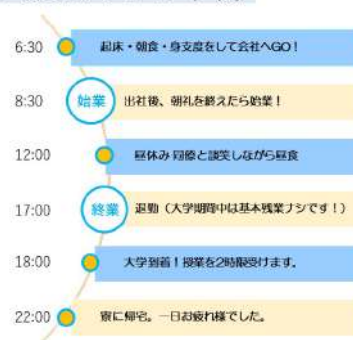 6:30 起床・朝食・身支度をして会社へGO！
8:30 始業 出社後、朝礼を終えたら始業！
12:00 昼休み 同僚と談笑しながら昼食
17:00 終業 退勤（大学期間中は基本残業ナシです！）
18:00 大学到着！授業を2時限受けます。
22:00 寮に帰宅。一日お疲れ様でした。